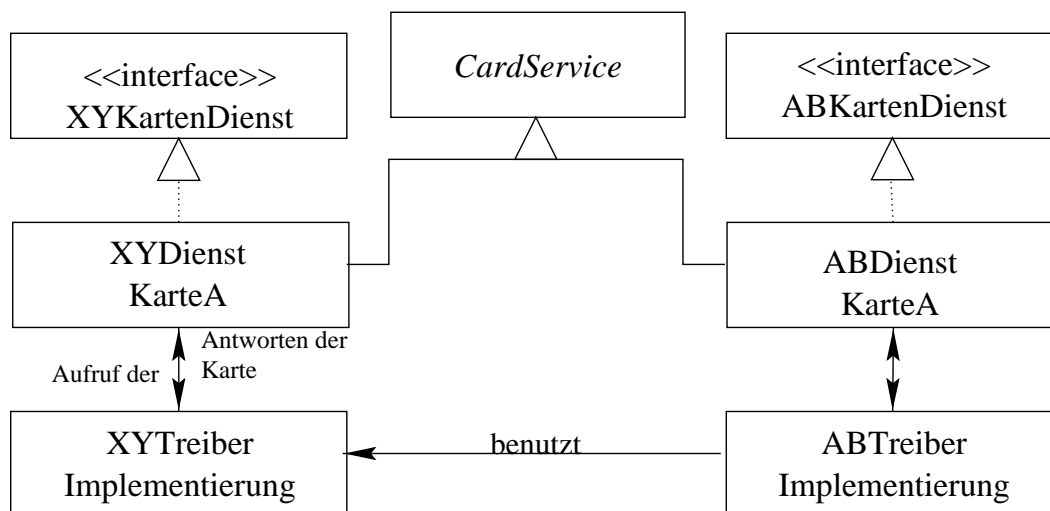 <<interface>>
XYKartenDienst
CardService
<<interface>>
ABKartenDienst
XYDienst
KarteA
ABDienst
KarteA
Aufruf der
Antworten der
Karte
XYTreiber
Implementierung
benutzt
ABTreiber
Implementierung